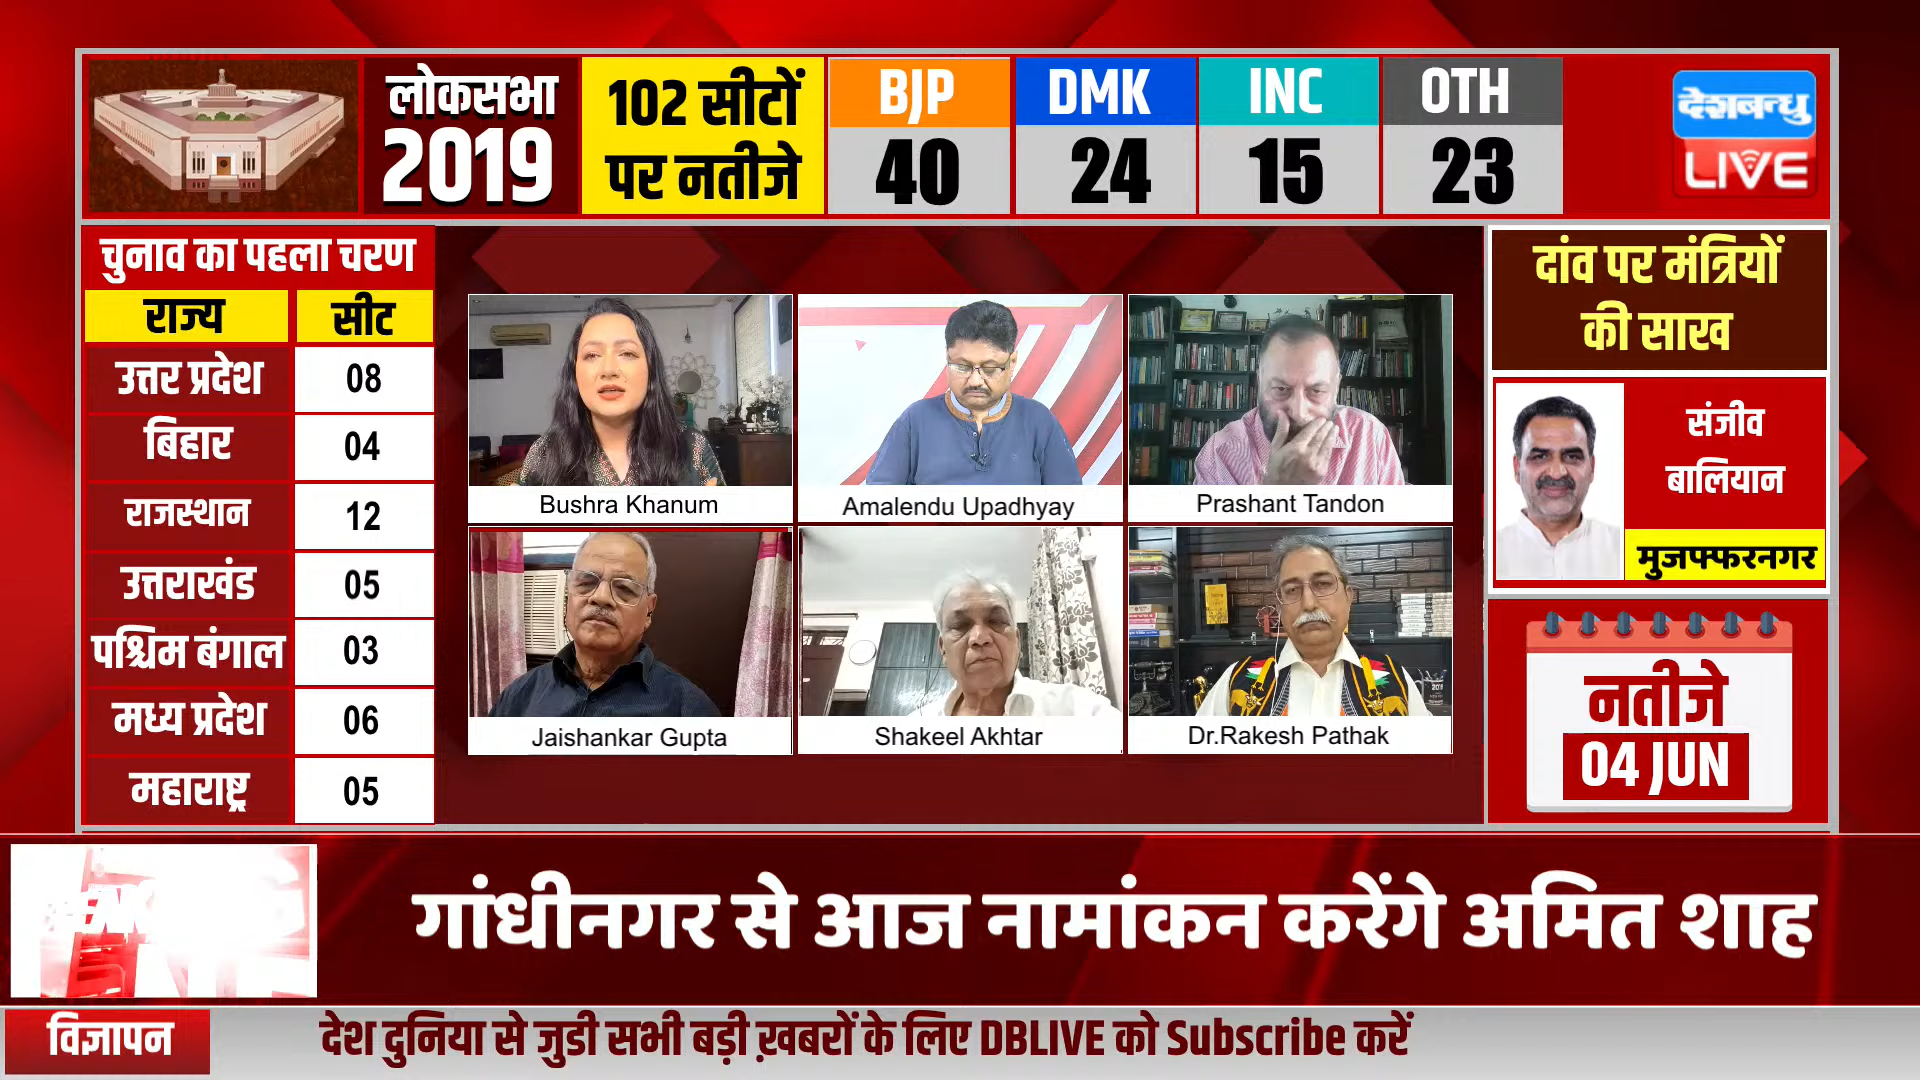 लोकसभा
2019
102 सीटों
पर नतीजे
BJP
40
DMK
24
INC
15
OTH
23
देशबन्धु
LIVE
चुनाव का पहला चरण
राज्य सीट
उत्तर प्रदेश 08
बिहार 04
राजस्थान 12
उत्तराखंड 05
पश्चिम बंगाल 03
मध्य प्रदेश 06
महाराष्ट्र 05
Bushra Khanum
Amalendu Upadhyay
Prashant Tandon
Jaishankar Gupta
Shakeel Akhtar
Dr.Rakesh Pathak
दांव पर मंत्रियों
की साख
संजीव
बालियान
मुजफ्फरनगर
नतीजे
04 JUN
गांधीनगर से आज नामांकन करेंगे अमित शाह
विज्ञापन
देश दुनिया से जुडी सभी बड़ी ख़बरों के लिए DBLIVE को Subscribe करें